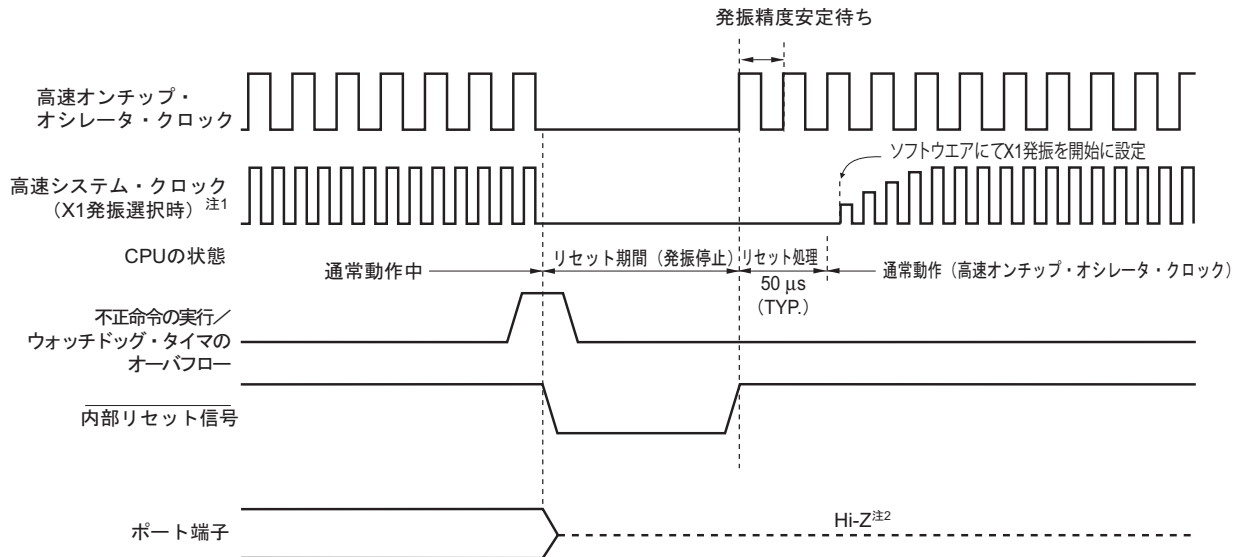 発振精度安定待ち
高速オンチップ・
オシレータ・クロック
ソフトウエアにてX1発振を開始に設定
高速システム・クロック
（X1発振選択時）注1
CPUの状態
通常動作中
リセット期間（発振停止）
リセット処理
50 μs
（TYP.）
通常動作（高速オンチップ・オシレータ・クロック）
不正命令の実行／
ウォッチドッグ・タイマの
オーバフロー
内部リセット信号
ポート端子
Hi-Z注2